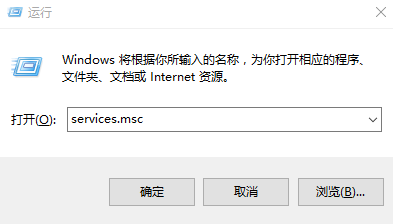 运行
Windows 将根据你所输入的名称，为你打开相应的程序、
文件夹、文档或 Internet 资源。
打开(O): services.msc
确定 取消 浏览(B)...